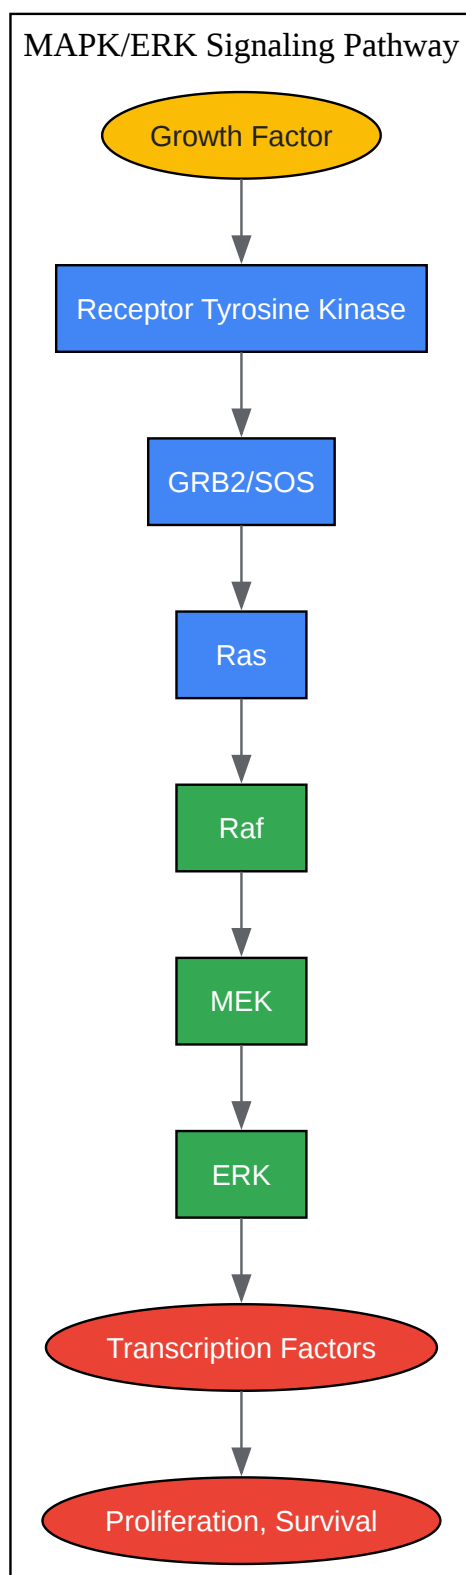 MAPK/ERK Signaling Pathway
Growth Factor
Receptor Tyrosine Kinase
GRB2/SOS
Ras
Raf
MEK
ERK
Transcription Factors
Proliferation, Survival